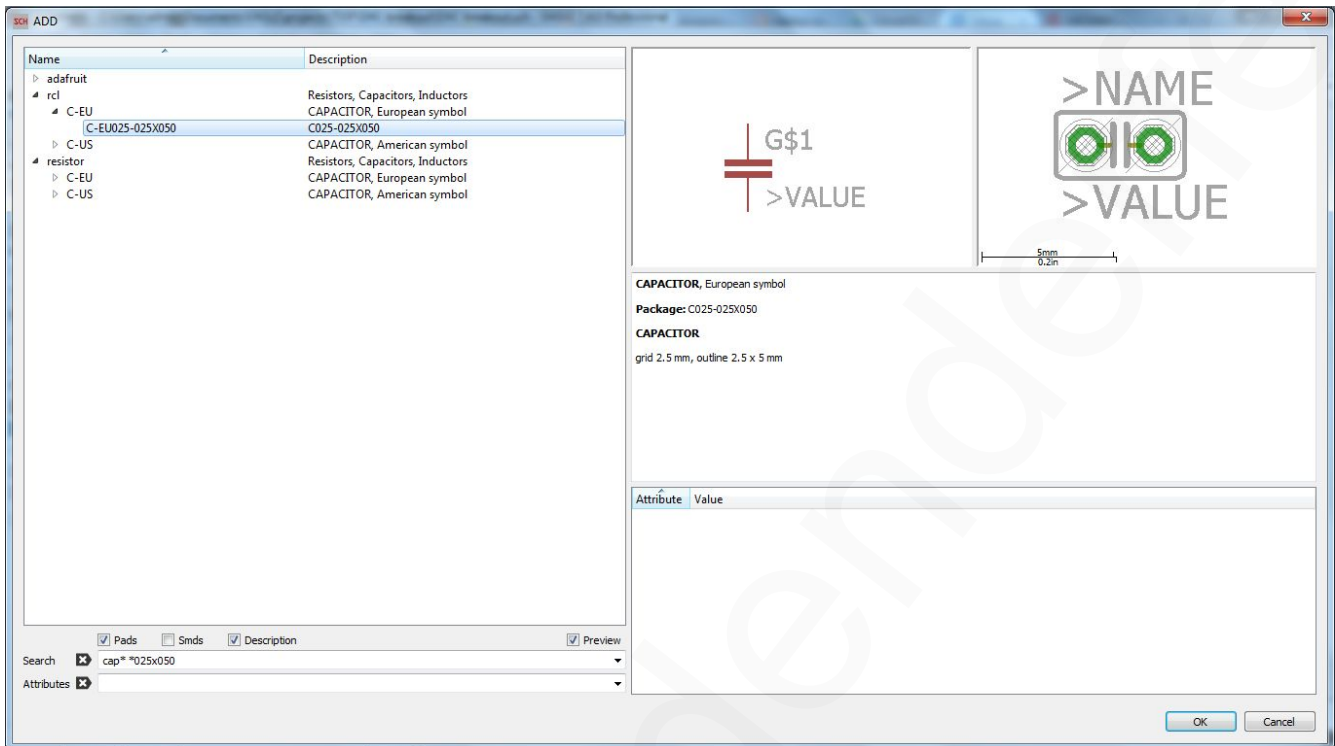 SCH ADD
Name Description
adafruit
rcl Resistors, Capacitors, Inductors
C-EU CAPACITOR, European symbol
C-EU025-025X050 C025-025X050
C-US CAPACITOR, American symbol
resistor Resistors, Capacitors, Inductors
C-EU CAPACITOR, European symbol
C-US CAPACITOR, American symbol
Pads Smds Description Preview
Search cap* *025x050
Attributes
G$1
>VALUE
>NAME
>VALUE
5mm
0.2in
CAPACITOR, European symbol
Package: C025-025X050
CAPACITOR
grid 2.5 mm, outline 2.5 x 5 mm
Attribute Value
OK Cancel